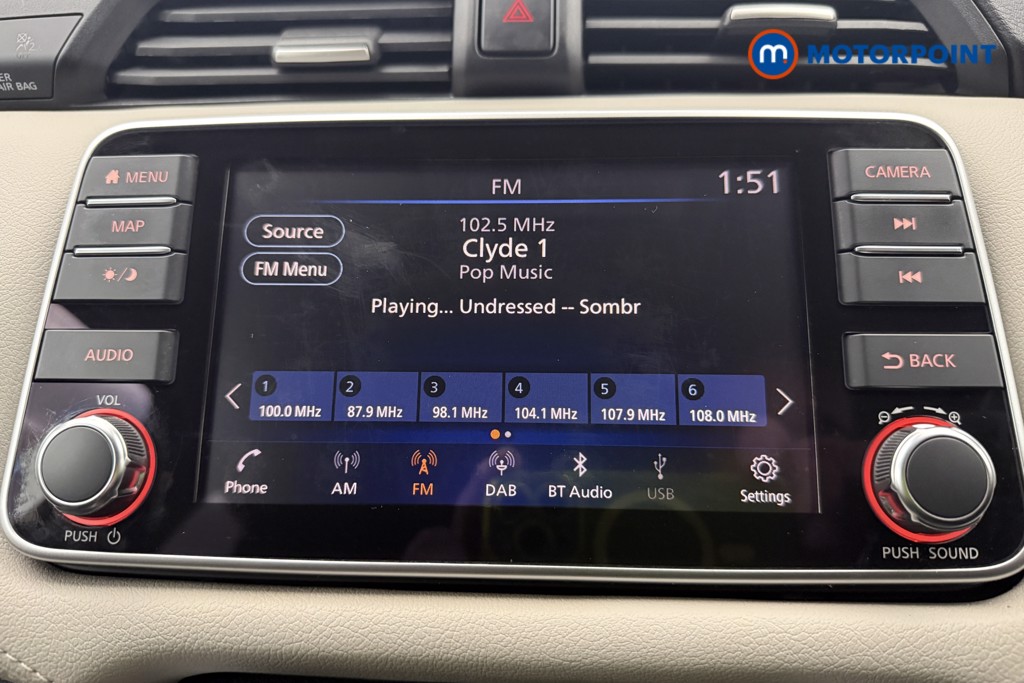 MOTORPOINT
AIR BAG
MENU
MAP
AUDIO
VOL
PUSH
FM
1:51
Source
FM Menu
102.5 MHz
Clyde 1
Pop Music
Playing... Undressed -- Sombr
1 100.0 MHz 2 87.9 MHz 3 98.1 MHz 4 104.1 MHz 5 107.9 MHz 6 108.0 MHz
Phone AM FM DAB BT Audio USB Settings
CAMERA
BACK
PUSH SOUND